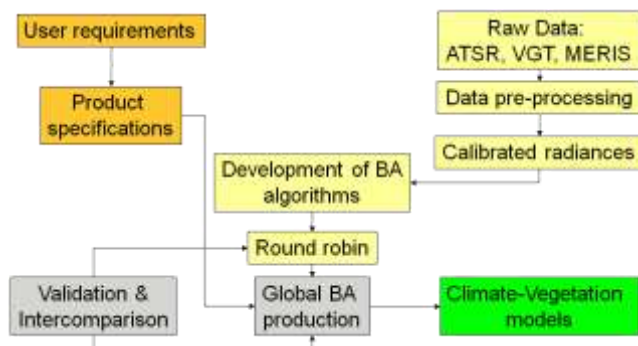 User requirements
Product
specifications
Raw Data:
ATSR, VGT, MERIS
Data pre-processing
Calibrated radiances
Development of BA
algorithms
Round robin
Validation &
Intercomparison
Global BA
production
Climate-Vegetation
models